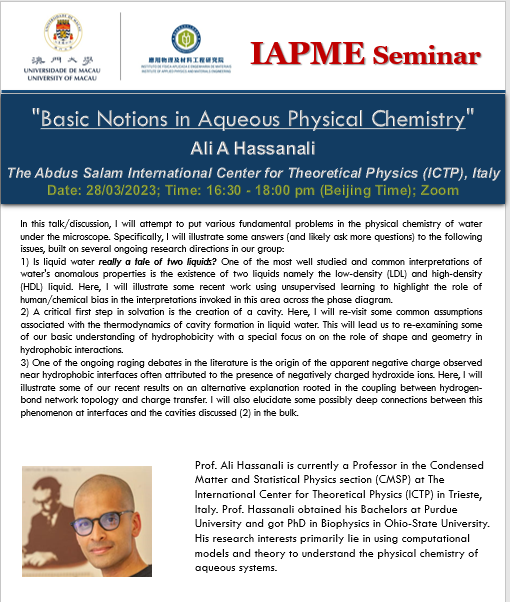 IAPME Seminar
澳門大學
UNIVERSIDADE DE MACAU
UNIVERSITY OF MACAU
應用物理及材料工程研究院
INSTITUTO DE FÍSICA APLICADA E ENGENHARIA DE MATERIAIS
INSTITUTE OF APPLIED PHYSICS AND MATERIALS ENGINEERING
"Basic Notions in Aqueous Physical Chemistry"
Ali A Hassanali
The Abdus Salam International Center for Theoretical Physics (ICTP), Italy
Date: 28/03/2023; Time: 16:30 - 18:00 pm (Beijing Time); Zoom
In this talk/discussion, I will attempt to put various fundamental problems in the physical chemistry of water
under the microscope. Specifically, I will illustrate some answers (and likely ask more questions) to the following
issues, built on several ongoing research directions in our group:
1) Is liquid water really a tale of two liquids? One of the most well studied and common interpretations of
water's anomalous properties is the existence of two liquids namely the low-density (LDL) and high-density
(HDL) liquid. Here, I will illustrate some recent work using unsupervised learning to highlight the role of
human/chemical bias in the interpretations invoked in this area across the phase diagram.
2) A critical first step in solvation is the creation of a cavity. Here, I will re-visit some common assumptions
associated with the thermodynamics of cavity formation in liquid water. This will lead us to re-examining some
of our basic understanding of hydrophobicity with a special focus on on the role of shape and geometry in
hydrophobic interactions.
3) One of the ongoing raging debates in the literature is the origin of the apparent negative charge observed
near hydrophobic interfaces often attributed to the presence of negatively charged hydroxide ions. Here, I will
illustrate some of our recent results on an alternative explanation rooted in the coupling between hydrogen-
bond network topology and charge transfer. I will also elucidate some possibly deep connections between this
phenomenon at interfaces and the cavities discussed (2) in the bulk.
Prof. Ali Hassanali is currently a Professor in the Condensed
Matter and Statistical Physics section (CMSP) at The
International Center for Theoretical Physics (ICTP) in Trieste,
Italy. Prof. Hassanali obtained his Bachelors at Purdue
University and got PhD in Biophysics in Ohio-State University.
His research interests primarily lie in using computational
models and theory to understand the physical chemistry of
aqueous systems.